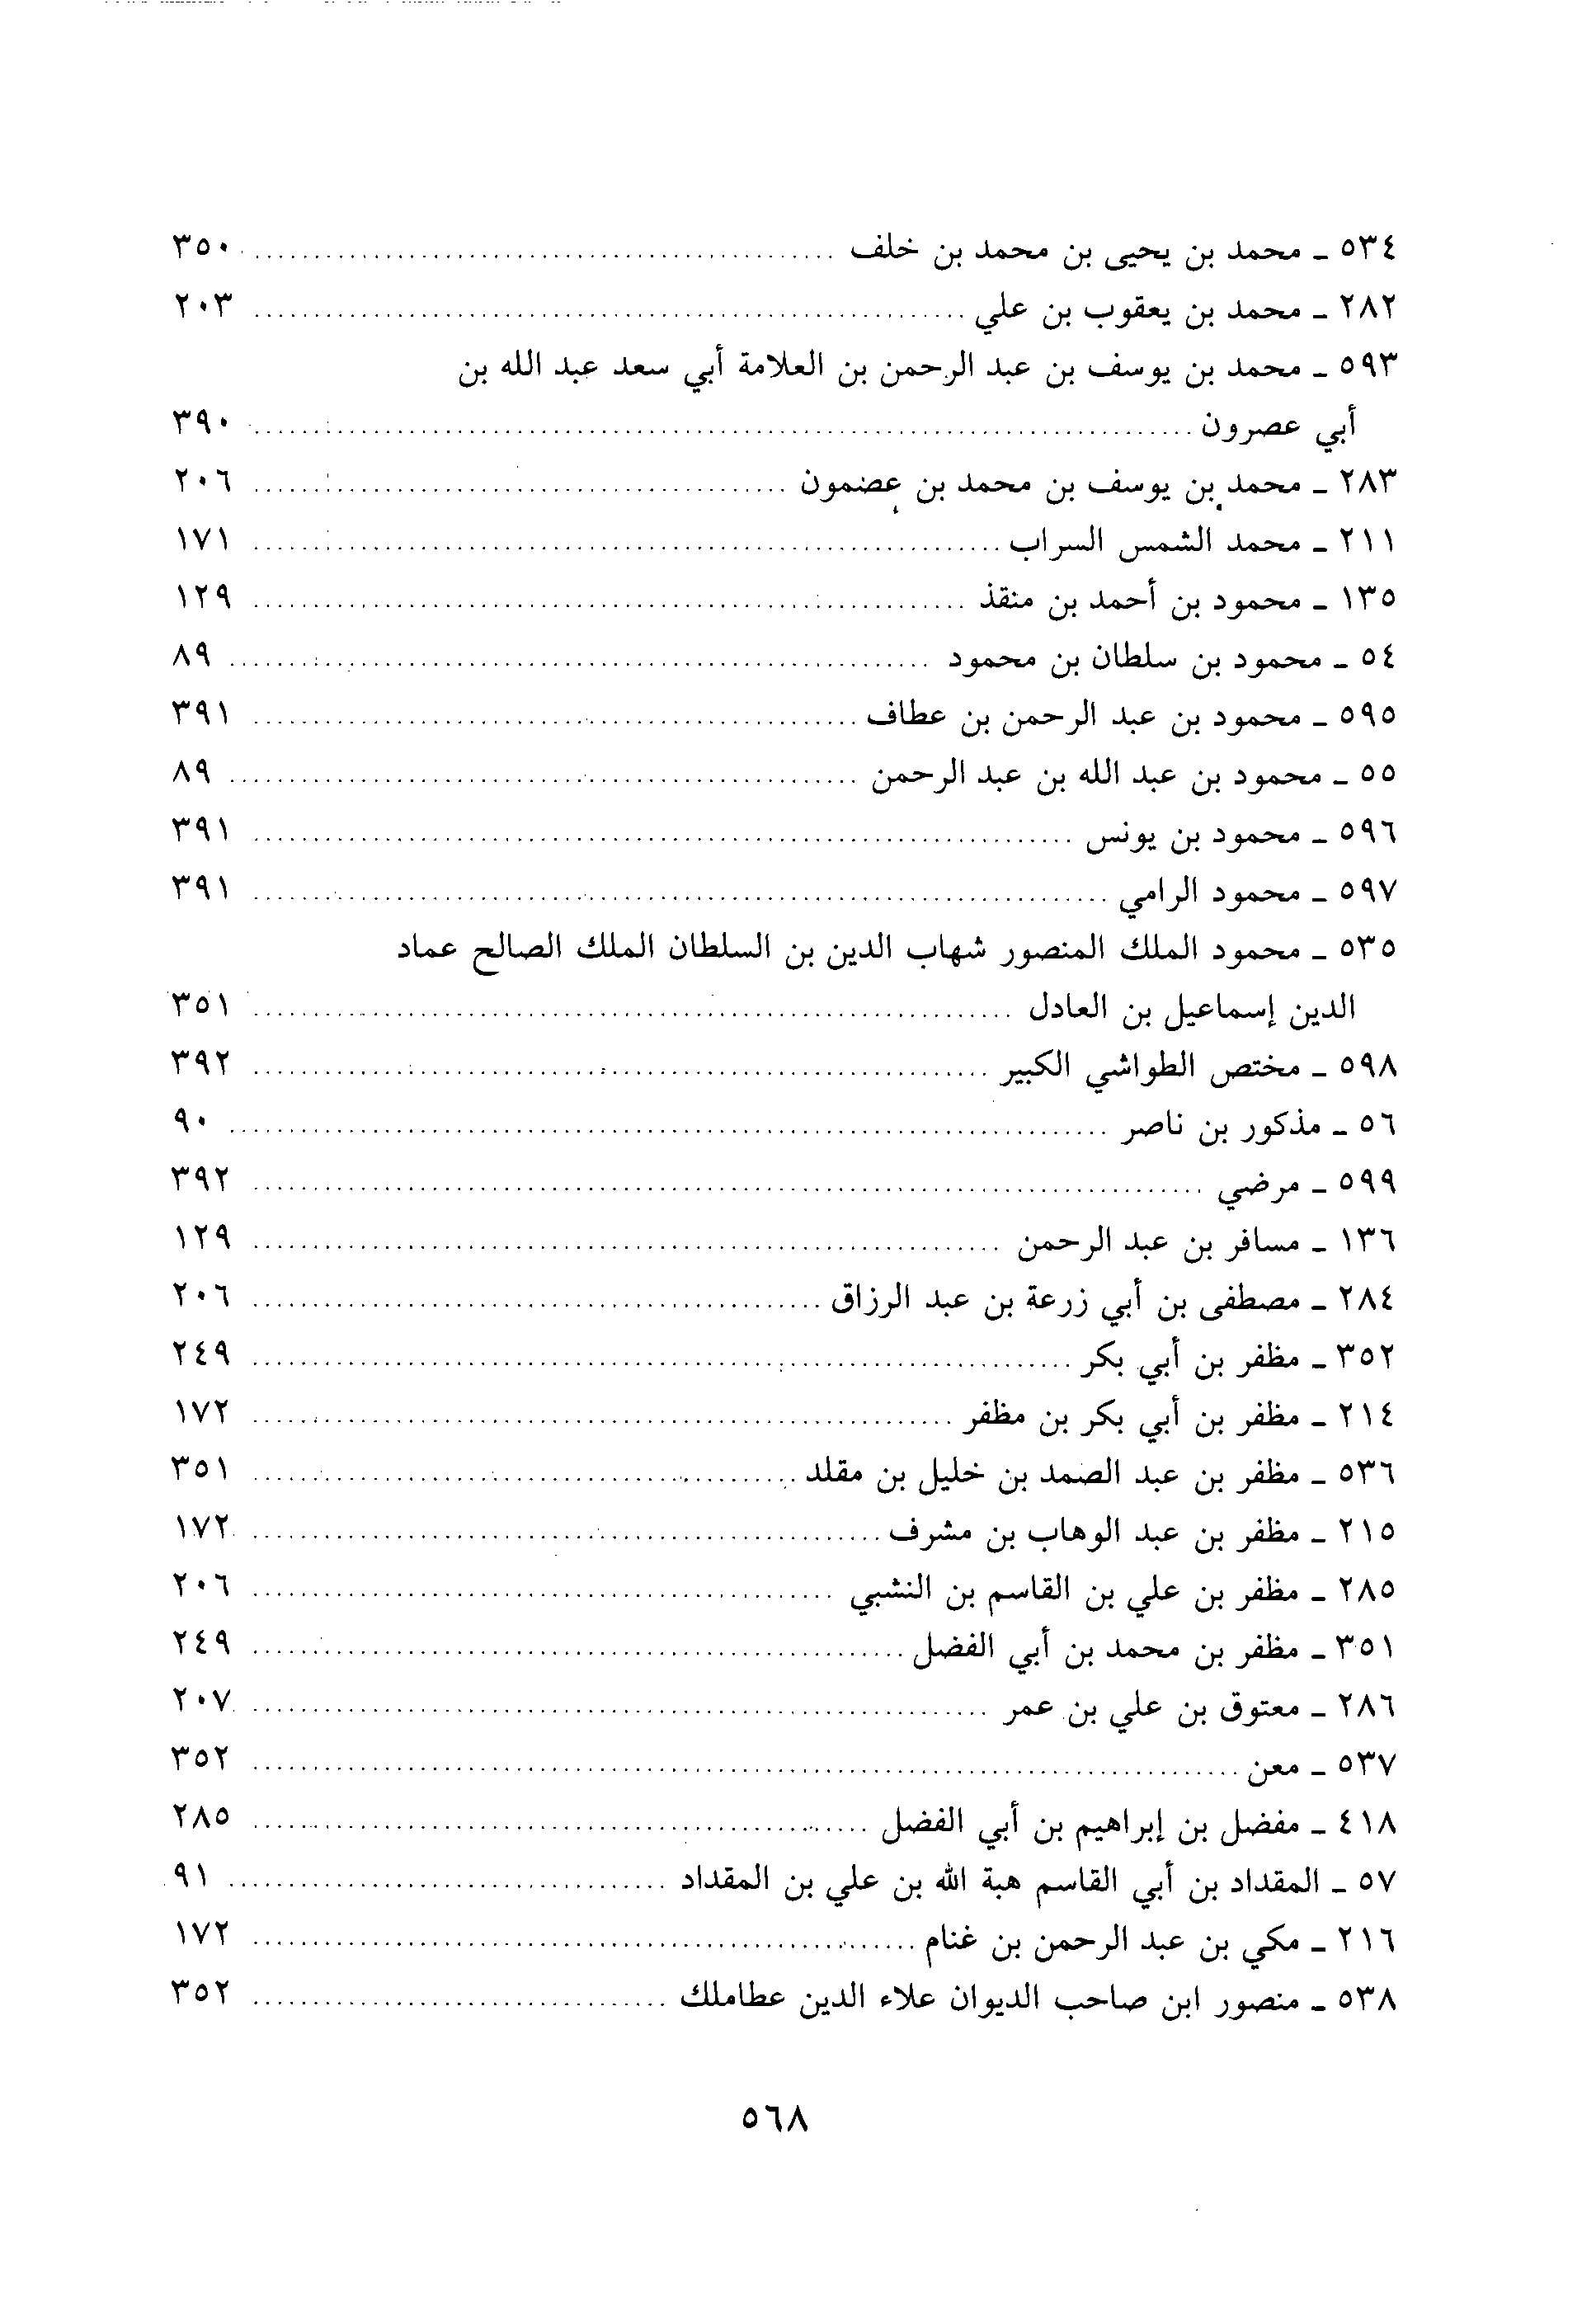 ٥٣٤ ـ محمد بن يحيى بن محمد بن خلف ........ ٣٥٠
٢٨٢ ـ محمد بن يعقوب بن علي ........ ٢٠٣
٥٩٣ ـ محمد بن يوسف بن عبد الرحمن بن العلامة أبي سعد عبد الله بن
أبي عصرون ........ ٣٩٠
٢٨٣ ـ محمد بن يوسف بن محمد بن عضمون ........ ٢٠٦
٢١١ ـ محمد الشمس السراب ........ ١٧١
١٣٥ ـ محمود بن أحمد بن منقذ ........ ١٢٩
٥٤ ـ محمود بن سلطان بن محمود ........ ٨٩
٥٩٥ ـ محمود بن عبد الرحمن بن عطاف ........ ٣٩١
٥٥ ـ محمود بن عبد الله بن عبد الرحمن ........ ٨٩
٥٩٦ ـ محمود بن يونس ........ ٣٩١
٥٩٧ ـ محمود الرامي ........ ٣٩١
٥٣٥ ـ محمود الملك المنصور شهاب الدين بن السلطان الملك الصالح عماد
الدين إسماعيل بن العادل ........ ٣٥١
٥٩٨ ـ مختص الطواشي الكبير ........ ٣٩٢
٥٦ ـ مذكور بن ناصر ........ ٩٠
٥٩٩ ـ مرضي ........ ٣٩٢
١٣٦ ـ مسافر بن عبد الرحمن ........ ١٢٩
٢٨٤ ـ مصطفى بن أبي زرعة بن عبد الرزاق ........ ٢٠٦
٣٥٢ ـ مظفر بن أبي بكر ........ ٢٤٩
٢١٤ ـ مظفر بن أبي بكر بن مظفر ........ ١٧٢
٥٣٦ ـ مظفر بن عبد الصمد بن خليل بن مقلد ........ ٣٥١
٢١٥ ـ مظفر بن عبد الوهاب بن مشرف ........ ١٧٢
٢٨٥ ـ مظفر بن علي بن القاسم بن النشبي ........ ٢٠٦
٣٥١ ـ مظفر بن محمد بن أبي الفضل ........ ٢٤٩
٢٨٦ ـ معتوق بن علي بن عمر ........ ٢٠٧
٥٣٧ ـ معن ........ ٣٥٢
٤١٨ ـ مفضل بن إبراهيم بن أبي الفضل ........ ٢٨٥
٥٧ ـ المقداد بن أبي القاسم هبة الله بن علي بن المقداد ........ ٩١
٢١٦ ـ مكي بن عبد الرحمن بن غنام ........ ١٧٢
٥٣٨ ـ منصور ابن صاحب الديوان علاء الدين عطاملك ........ ٣٥٢
٥٦٨